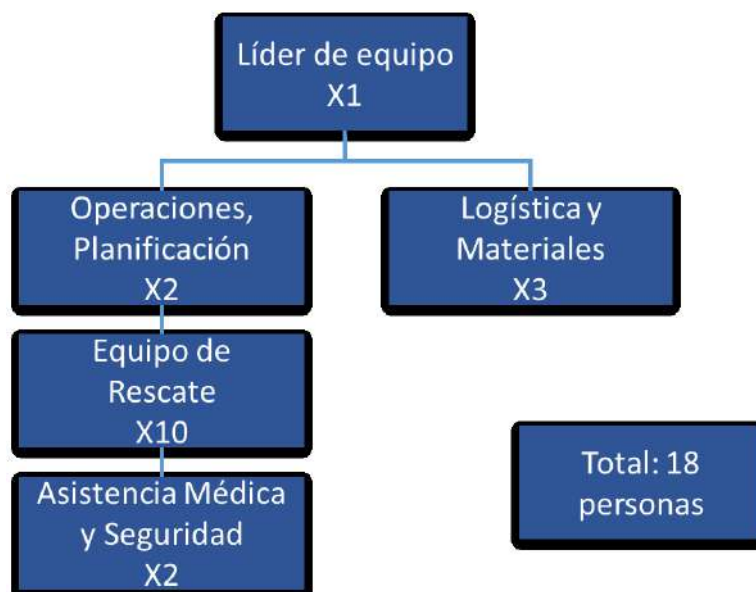 Líder de equipo
X1
Operaciones,
Planificación
X2
Logística y
Materiales
X3
Equipo de
Rescate
X10
Asistencia Médica
y Seguridad
X2
Total: 18
personas